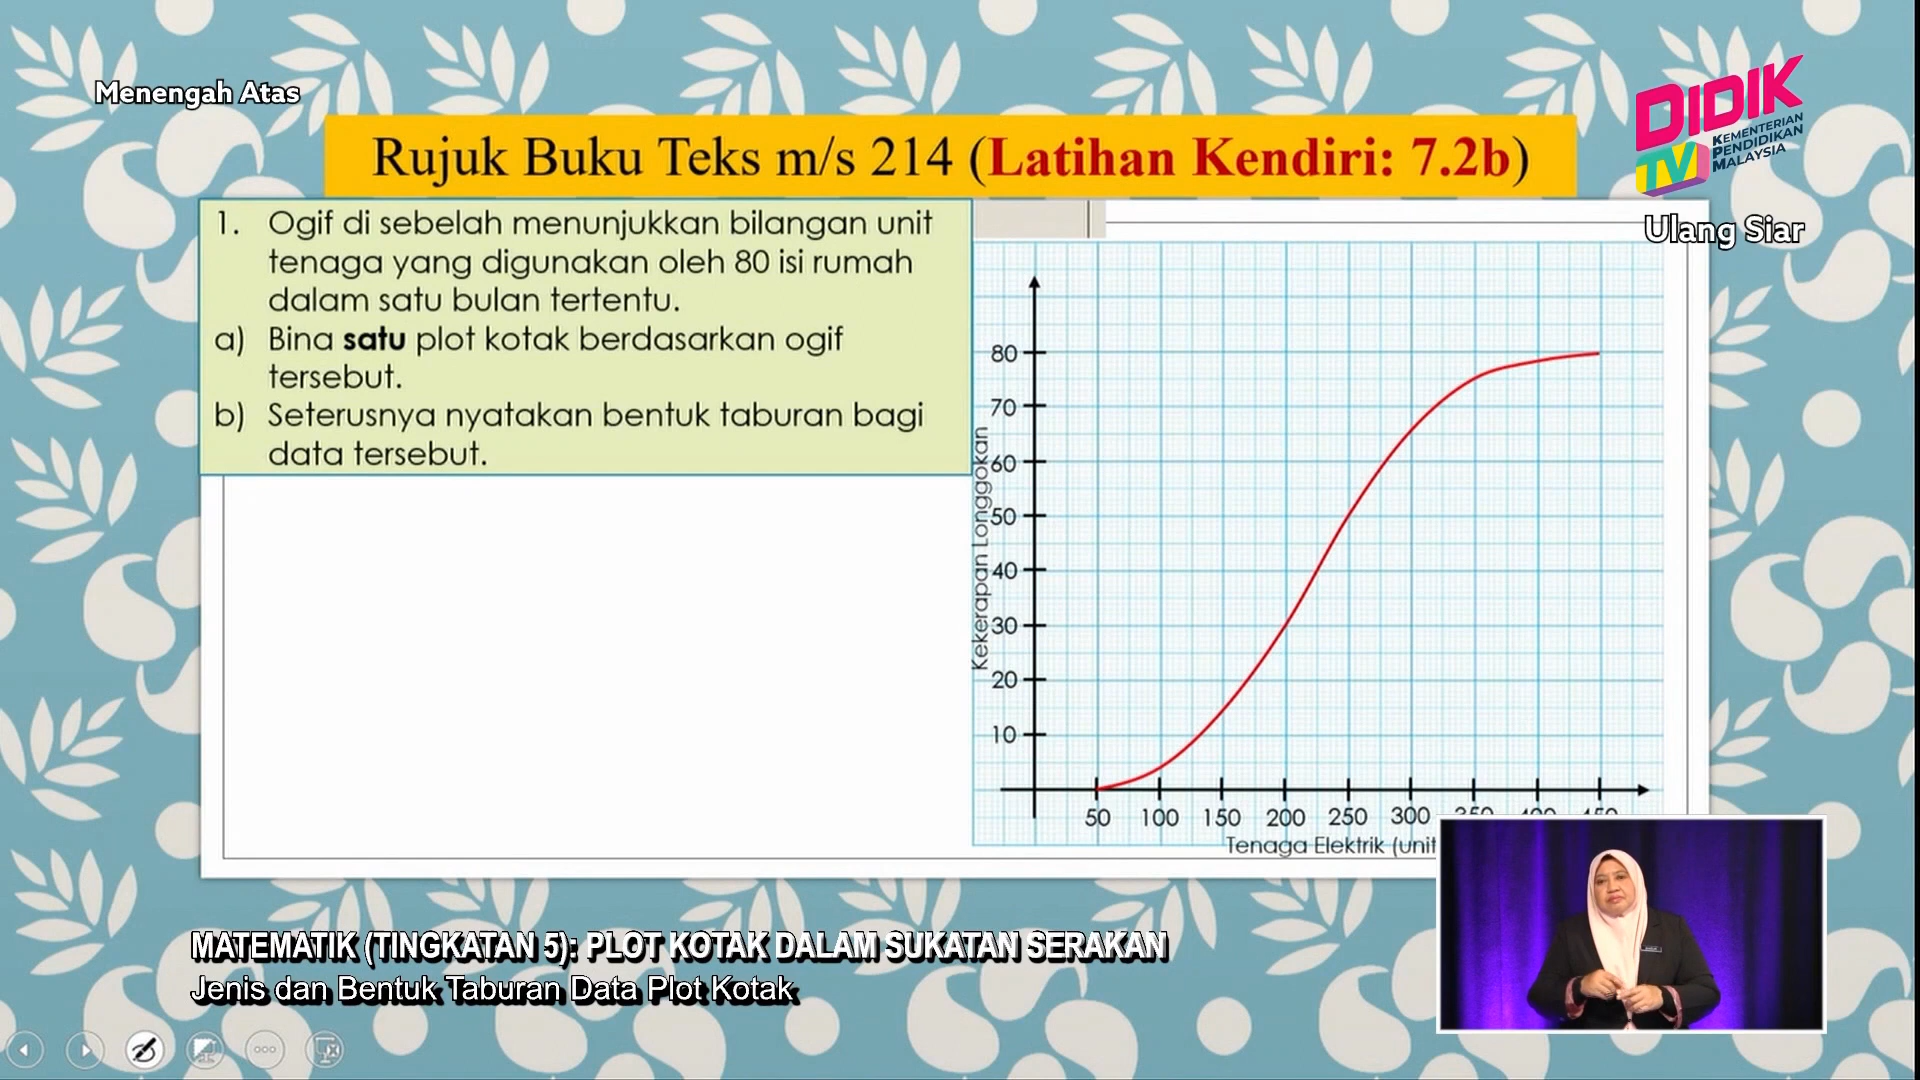 Menengah Atas
DIDIK
TV
KEMENTERIAN
PENDIDIKAN
MALAYSIA
Ulang Siar
Rujuk Buku Teks m/s 214 (Latihan Kendiri: 7.2b)
1. Ogif di sebelah menunjukkan bilangan unit
tenaga yang digunakan oleh 80 isi rumah
dalam satu bulan tertentu.
a) Bina satu plot kotak berdasarkan ogif
tersebut.
b) Seterusnya nyatakan bentuk taburan bagi
data tersebut.
Kekerapan Longgokan
80
70
60
50
40
30
20
10
50 100 150 200 250 300 350 400 450
Tenaga Elektrik (unit
MATEMATIK (TINGKATAN 5): PLOT KOTAK DALAM SUKATAN SERAKAN
Jenis dan Bentuk Taburan Data Plot Kotak